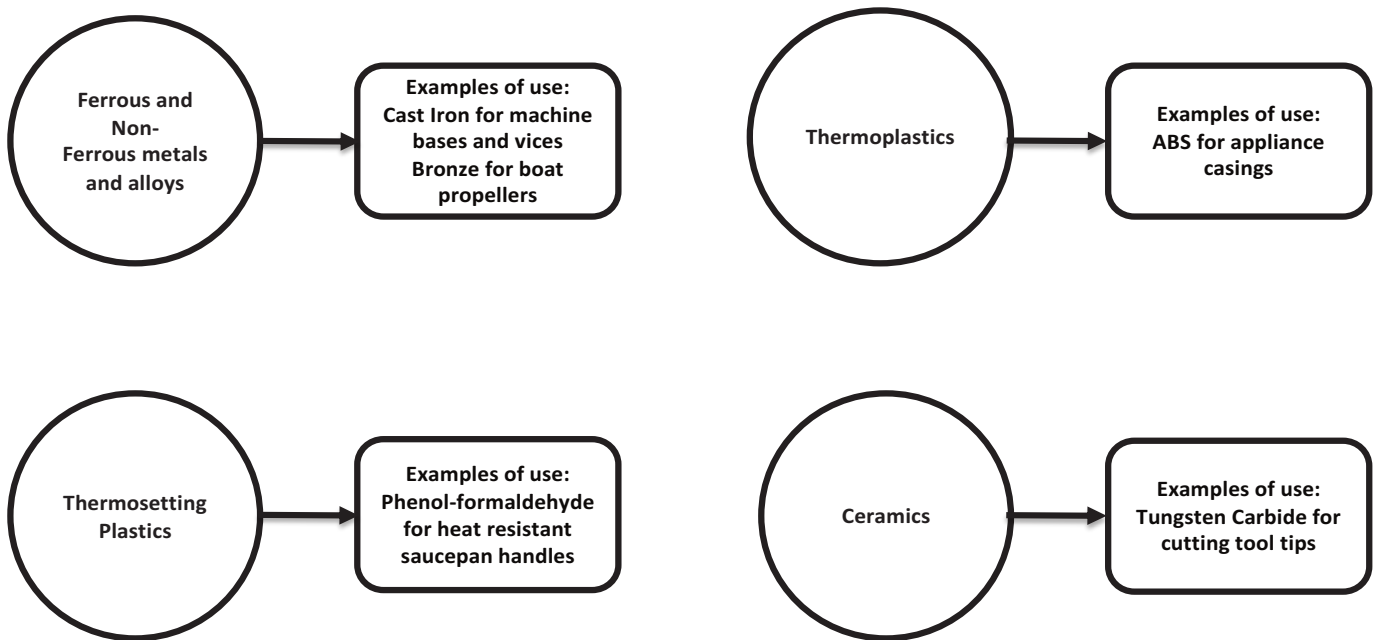 Ferrous and
Non-
Ferrous metals
and alloys
Examples of use:
Cast Iron for machine
bases and vices
Bronze for boat
propellers
Thermoplastics
Examples of use:
ABS for appliance
casings
Thermosetting
Plastics
Examples of use:
Phenol-formaldehyde
for heat resistant
saucepan handles
Ceramics
Examples of use:
Tungsten Carbide for
cutting tool tips